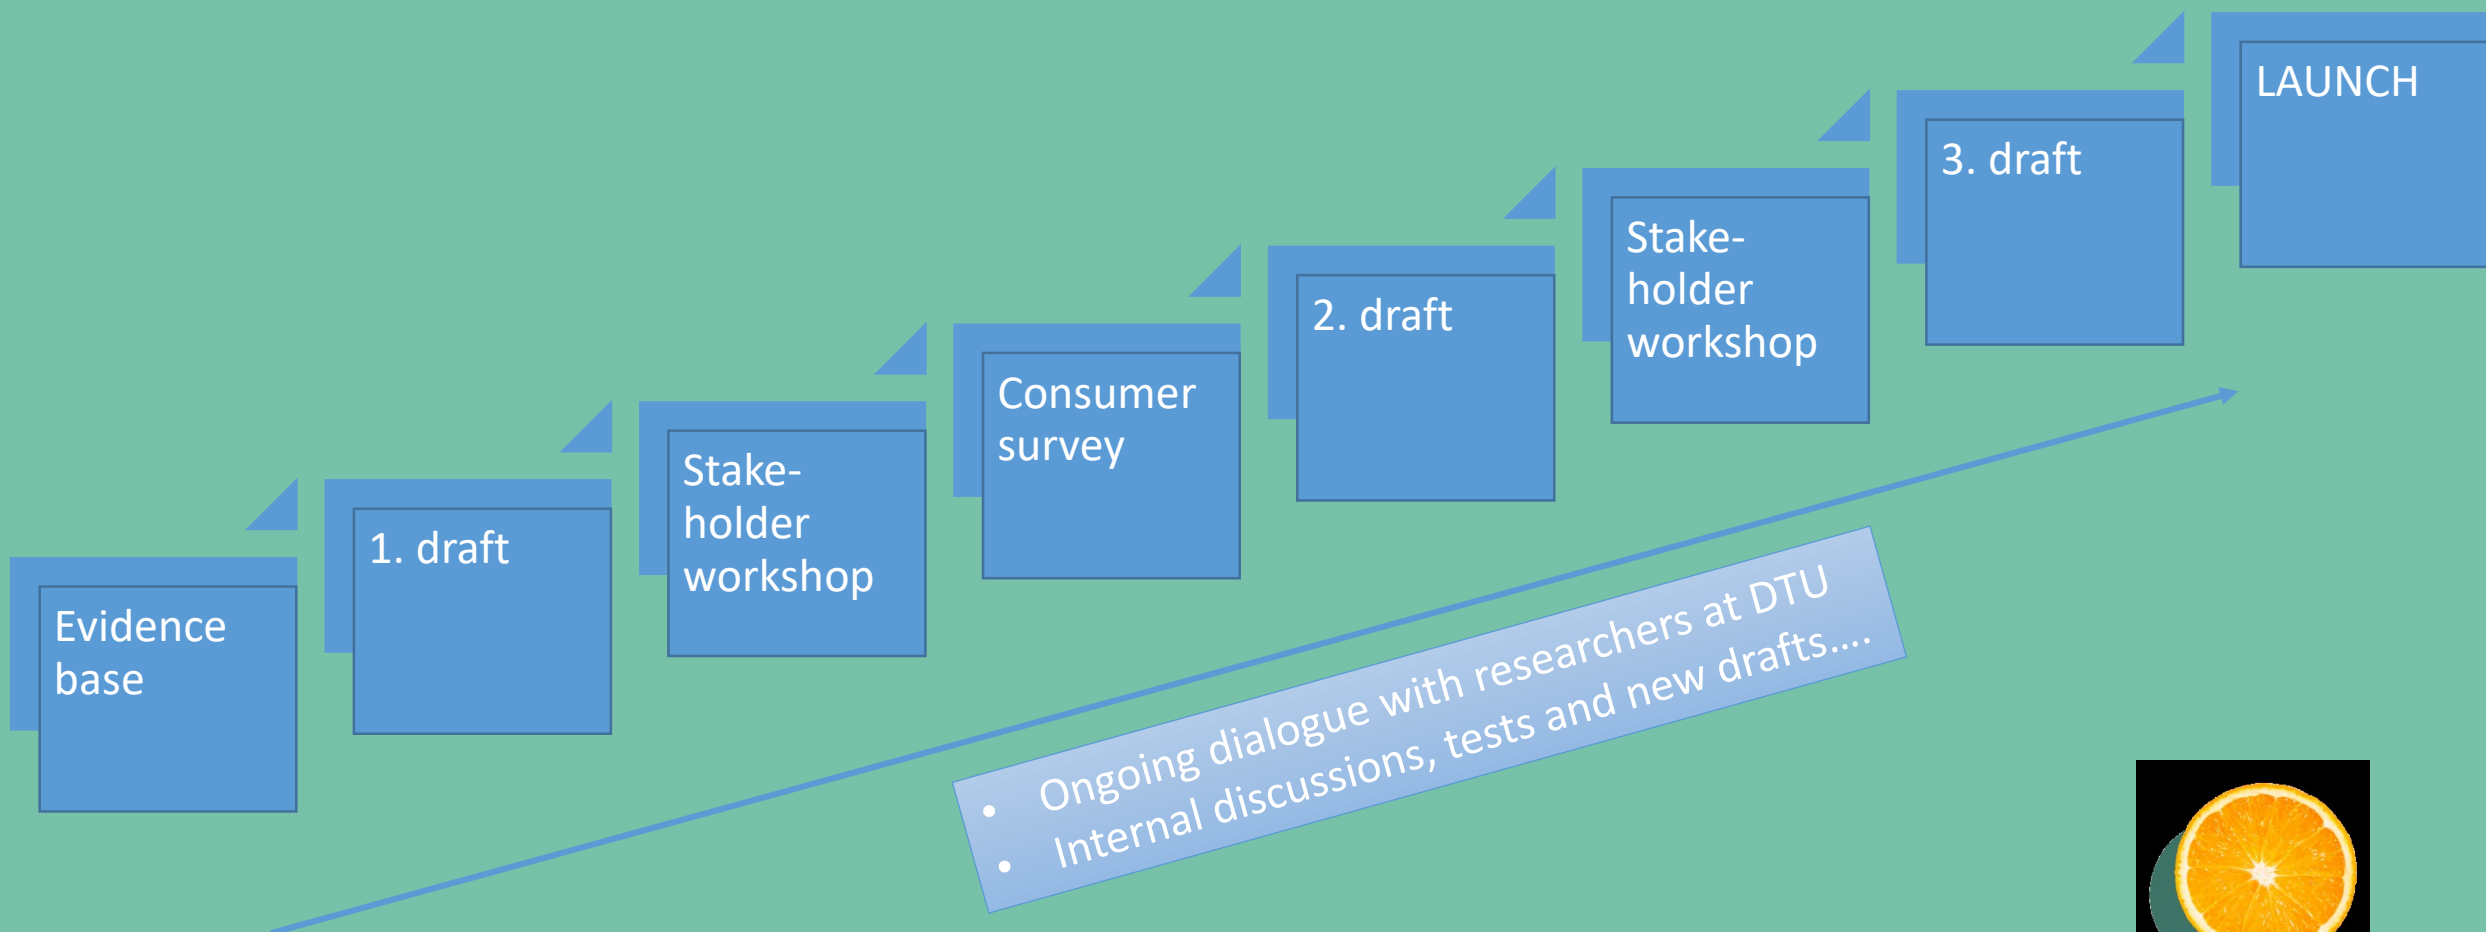 Evidence
base
1. draft
Stake-
holder
workshop
Consumer
survey
2. draft
Stake-
holder
workshop
3. draft
LAUNCH
• Ongoing dialogue with researchers at DTU
• Internal discussions, tests and new drafts....